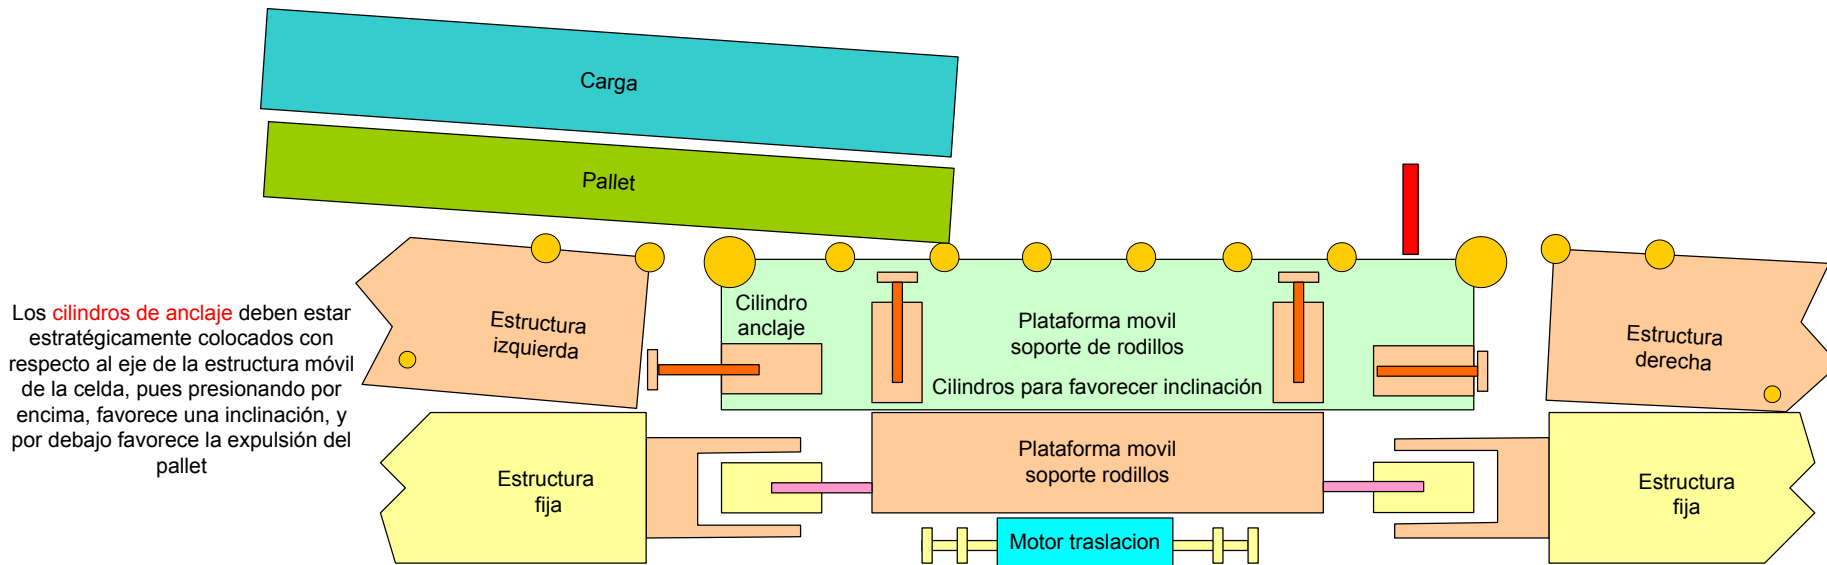 Carga
Pallet
Los cilindros de anclaje deben estar
estratégicamente colocados con
respecto al eje de la estructura móvil
de la celda, pues presionando por
encima, favorece una inclinación, y
por debajo favorece la expulsión del
pallet
Estructura
izquierda
Cilindro
anclaje
Plataforma movil
soporte de rodillos
Cilindros para favorecer inclinación
Estructura
derecha
Estructura
fija
Plataforma movil
soporte rodillos
Estructura
fija
Motor traslacion